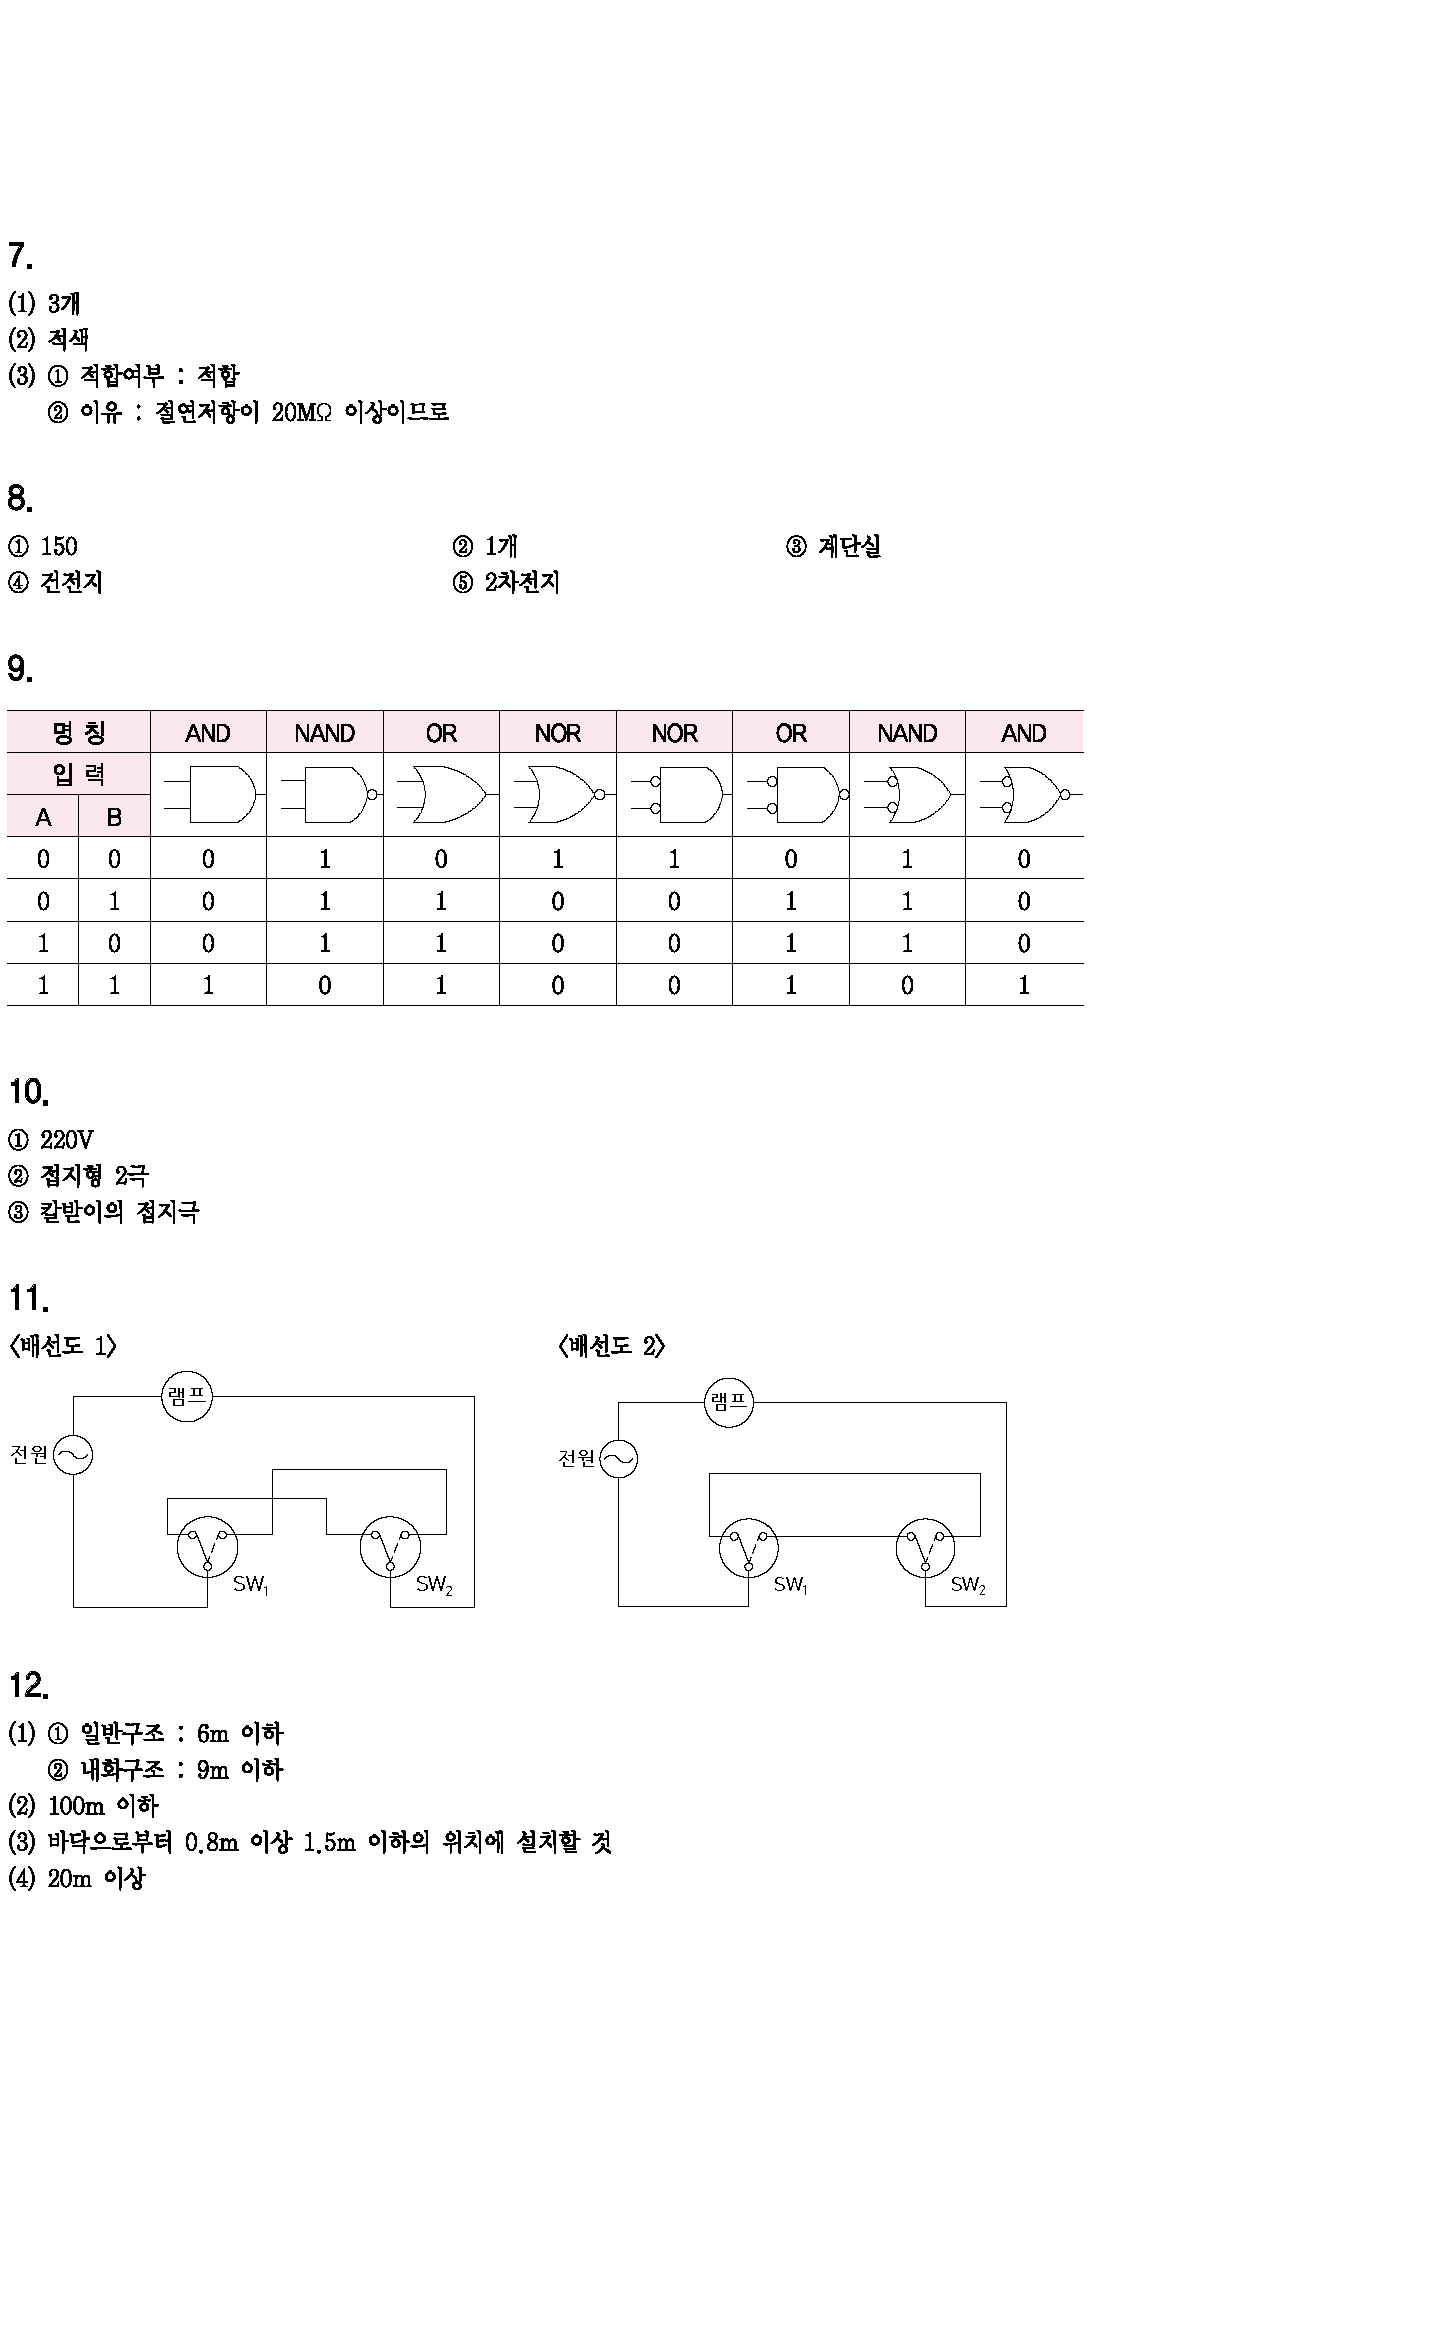 7.
(1) 3개
(2) 적색
(3) ① 적합여부 : 적합
② 이유 : 절연저항이 20MΩ 이상이므로
8.
① 150 ② 1개 ③ 계단실
④ 건전지 ⑤ 2차전지
9.
명 칭 AND NAND OR NOR NOR OR NAND AND
입 력
A B
0 0 0 1 0 1 1 0 1 0
0 1 0 1 1 0 0 1 1 0
1 0 0 1 1 0 0 1 1 0
1 1 1 0 1 0 0 1 0 1
10.
① 220V
② 접지형 2극
③ 칼받이의 접지극
11.
〈배선도 1〉 〈배선도 2〉
램프 램프
전원 전원
SW₁ SW₂ SW₁ SW₂
12.
(1) ① 일반구조 : 6m 이하
② 내화구조 : 9m 이하
(2) 100m 이하
(3) 바닥으로부터 0.8m 이상 1.5m 이하의 위치에 설치할 것
(4) 20m 이상